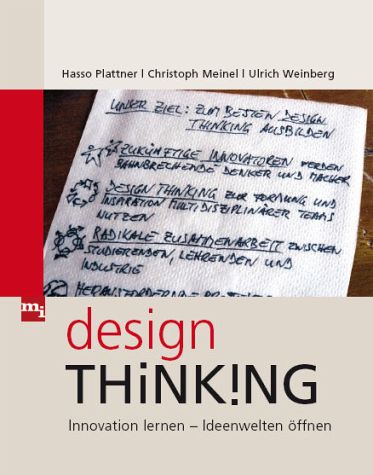 Hasso Plattner | Christoph Meinel | Ulrich Weinberg
UNSER ZIEL: ZUM BESTEN DESIGN
THINKING AUSBILDEN
ZUKÜNFTIGE INNOVATOREN WERDEN
BAHNBRECHENDE DENKER UND MACHER
DESIGN THINKING ZUR FORMUNG UND
INSPIRATION MULTIDISZIPLINÄRER TEAMS
NUTZEN
RADIKALE ZUSAMMENARBEIT ZWISCHEN
STUDIERENDEN, LEHRENDEN UND
INDUSTRIE
HERAUSFORDERNDE
mi
design
THiNK!NG
Innovation lernen – Ideenwelten öffnen